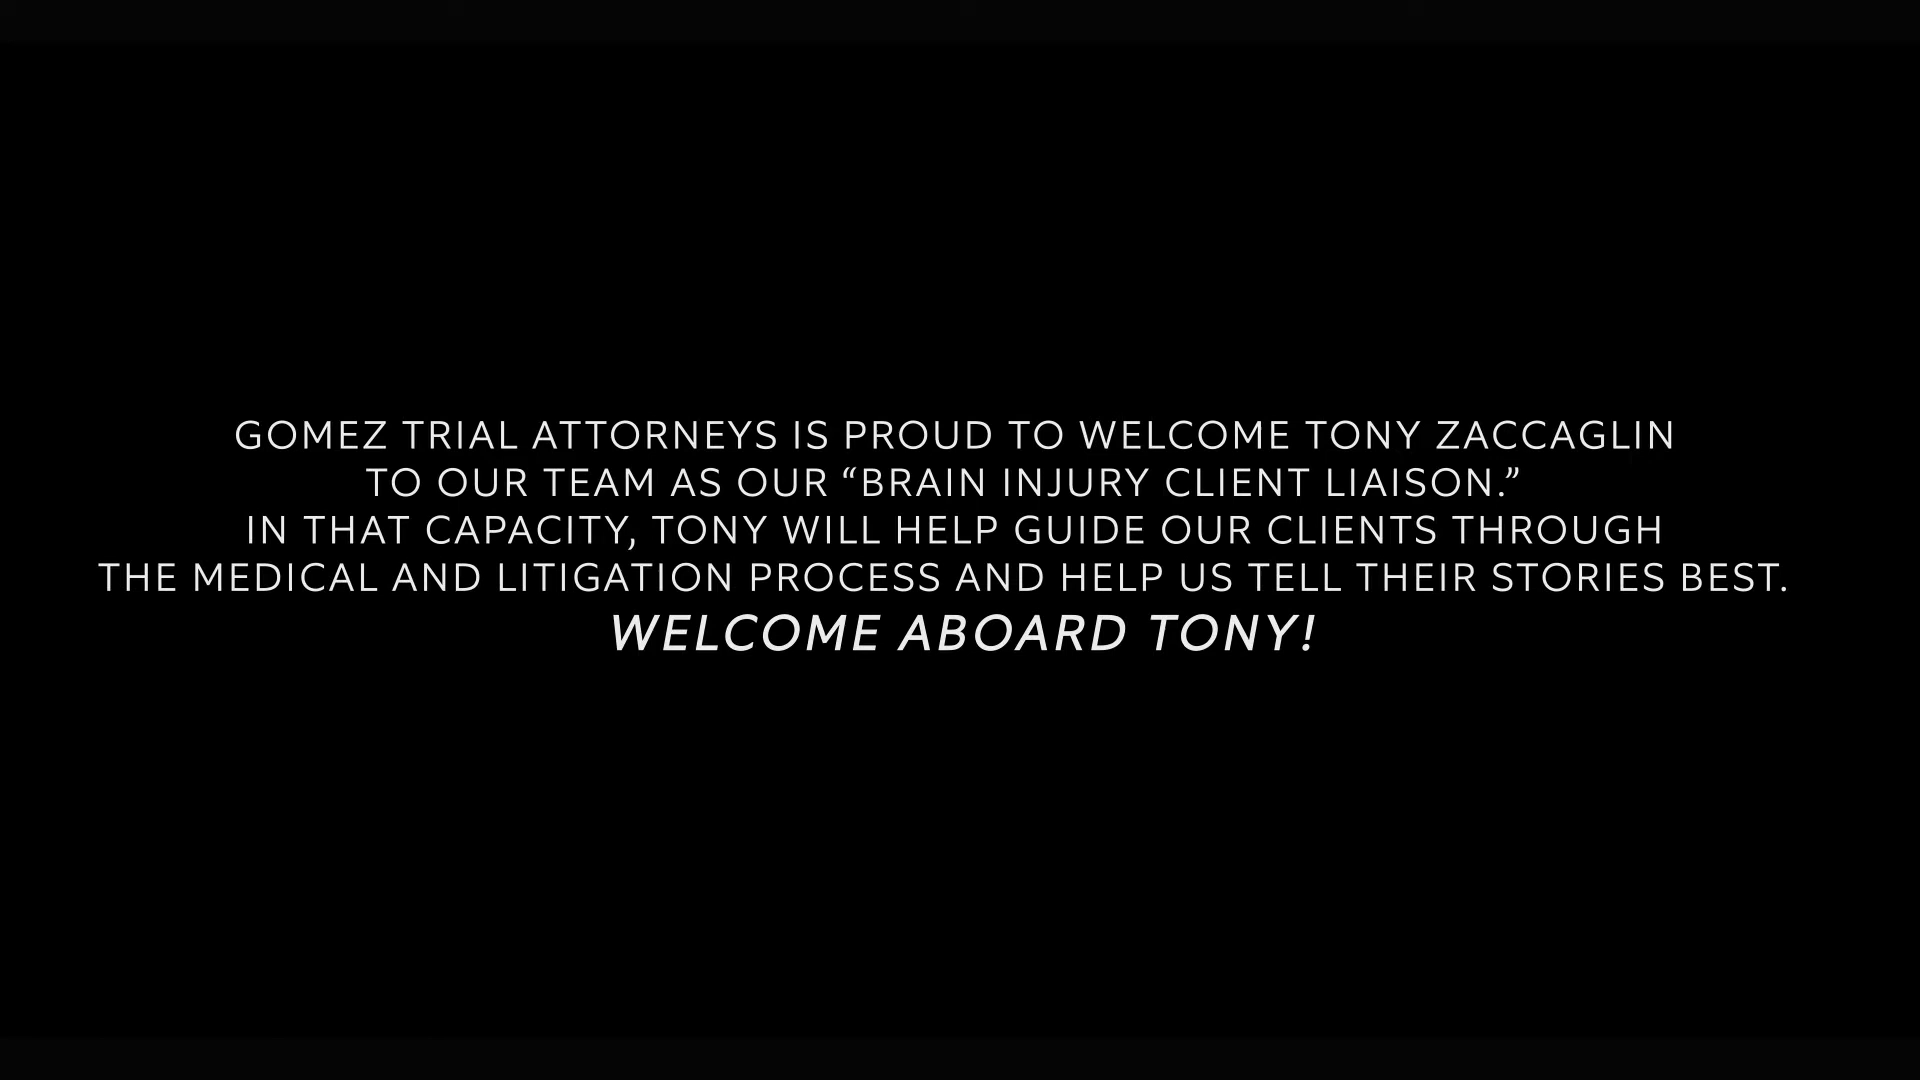 GOMEZ TRIAL ATTORNEYS IS PROUD TO WELCOME TONY ZACCAGLIN
TO OUR TEAM AS OUR “BRAIN INJURY CLIENT LIAISON.”
IN THAT CAPACITY, TONY WILL HELP GUIDE OUR CLIENTS THROUGH
THE MEDICAL AND LITIGATION PROCESS AND HELP US TELL THEIR STORIES BEST.
WELCOME ABOARD TONY!